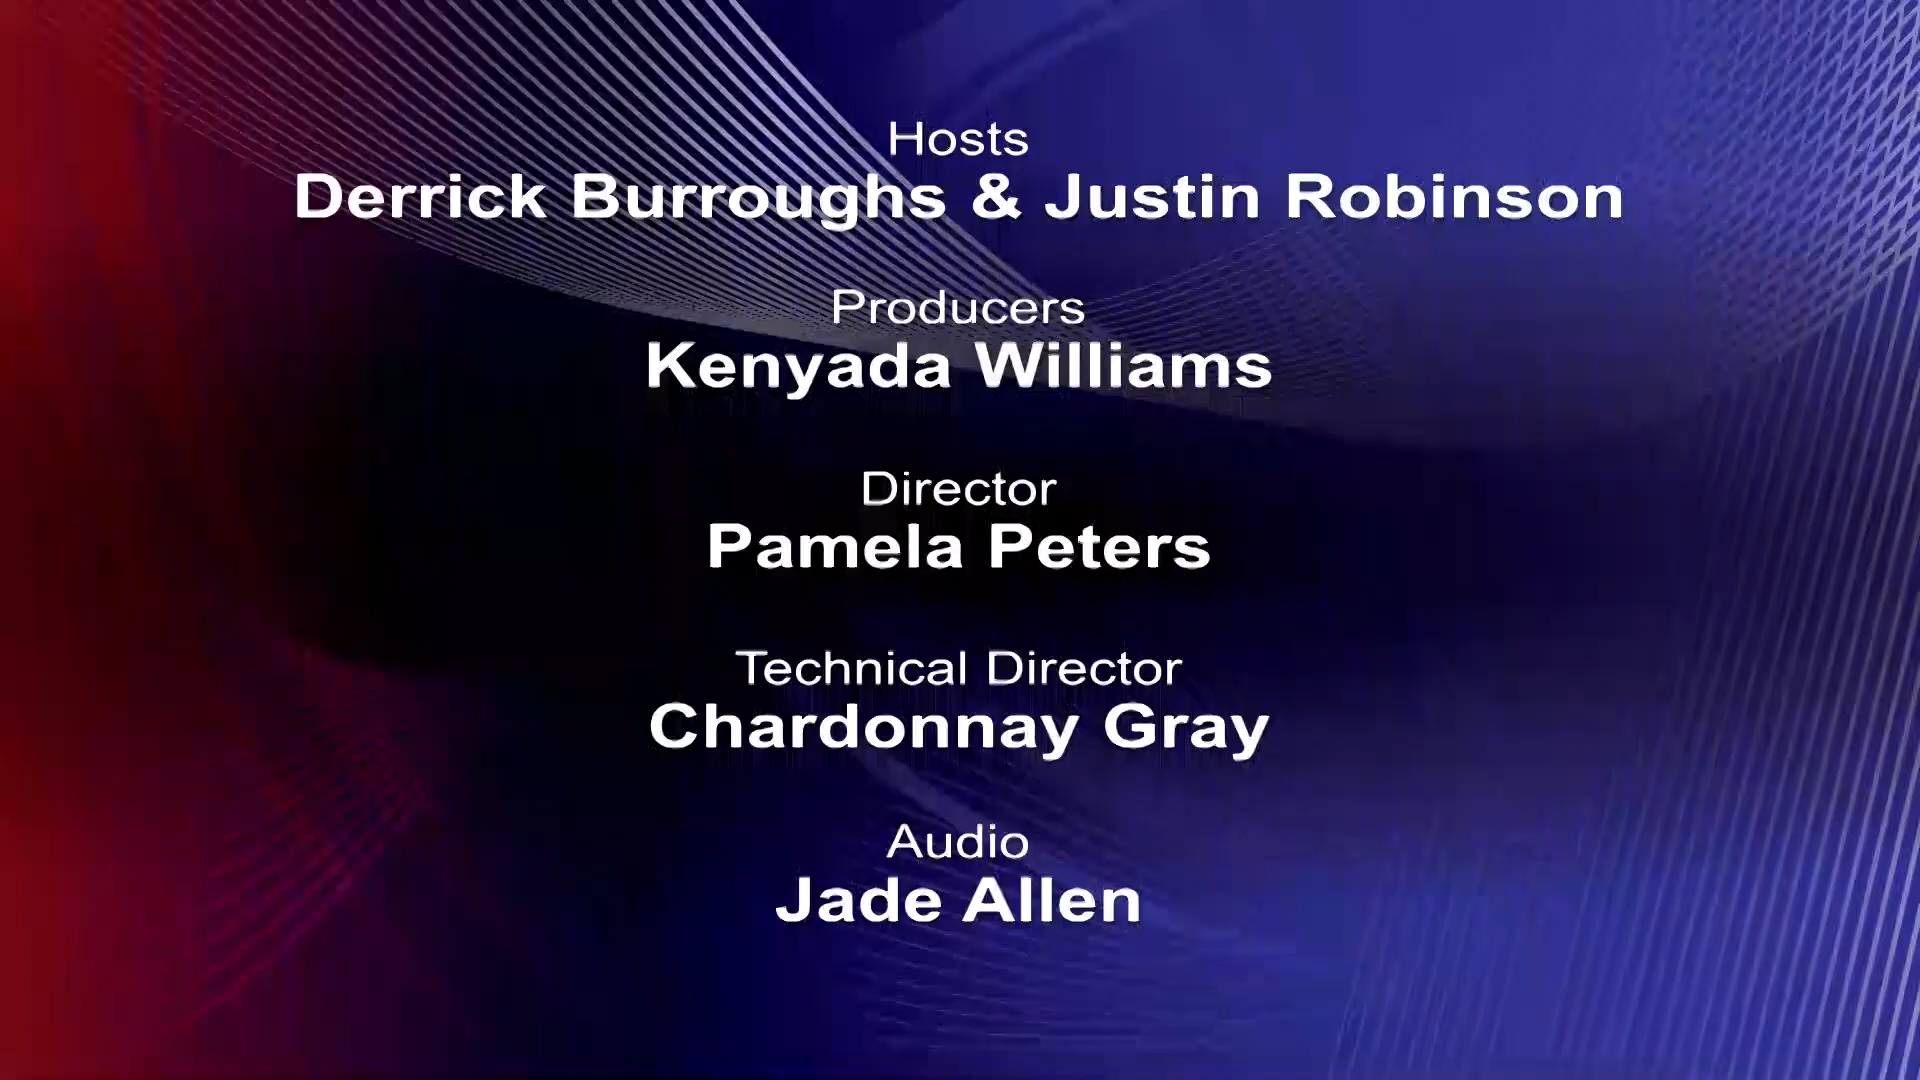 Hosts
Derrick Burroughs & Justin Robinson
Producers
Kenyada Williams
Director
Pamela Peters
Technical Director
Chardonnay Gray
Audio
Jade Allen